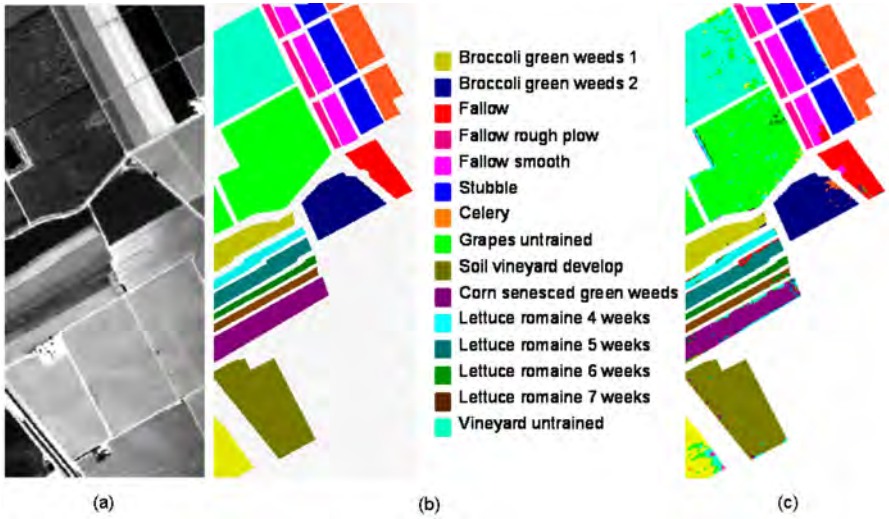 Broccoli green weeds 1
Broccoli green weeds 2
Fallow
Fallow rough plow
Fallow smooth
Stubble
Celery
Grapes untrained
Soil vineyard develop
Corn senesced green weeds
Lettuce romaine 4 weeks
Lettuce romaine 5 weeks
Lettuce romaine 6 weeks
Lettuce romaine 7 weeks
Vineyard untrained
(a)
(b)
(c)